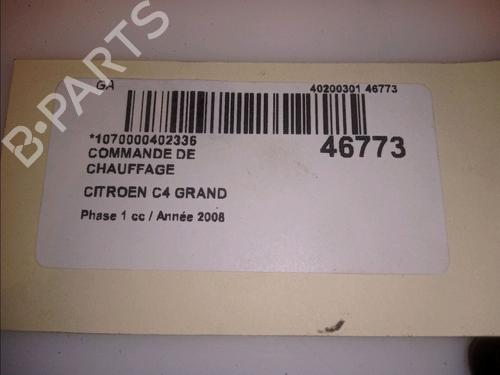 GA
40200301 46773
*1070000402336
46773
COMMANDE DE
CHAUFFAGE
CITROEN C4 GRAND
Phase 1 cc / Année 2008
B-PARTS